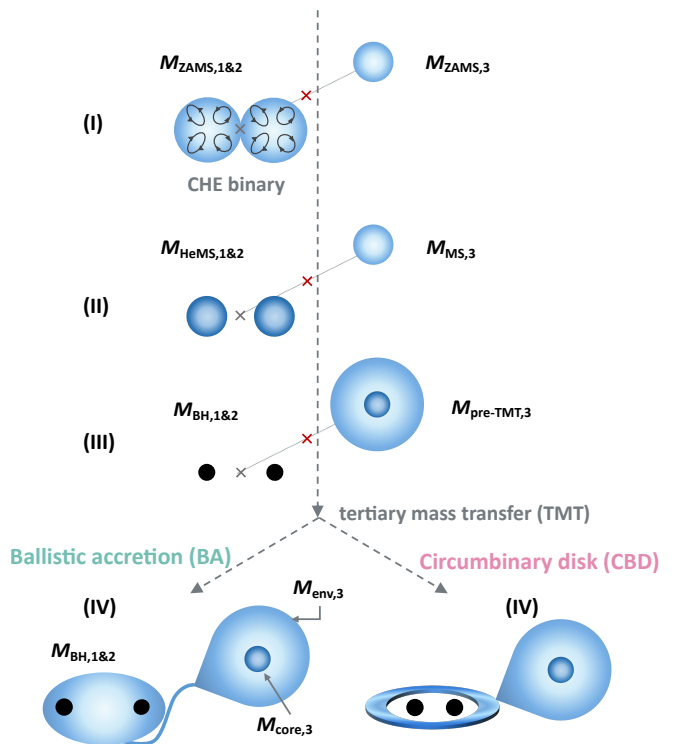 M_ZAMS,1&2
M_ZAMS,3
(I)
CHE binary
M_HeMS,1&2
M_MS,3
(II)
M_BH,1&2
M_pre-TMT,3
(III)
tertiary mass transfer (TMT)
Ballistic accretion (BA)
Circumbinary disk (CBD)
(IV)
M_env,3
(IV)
M_BH,1&2
M_core,3